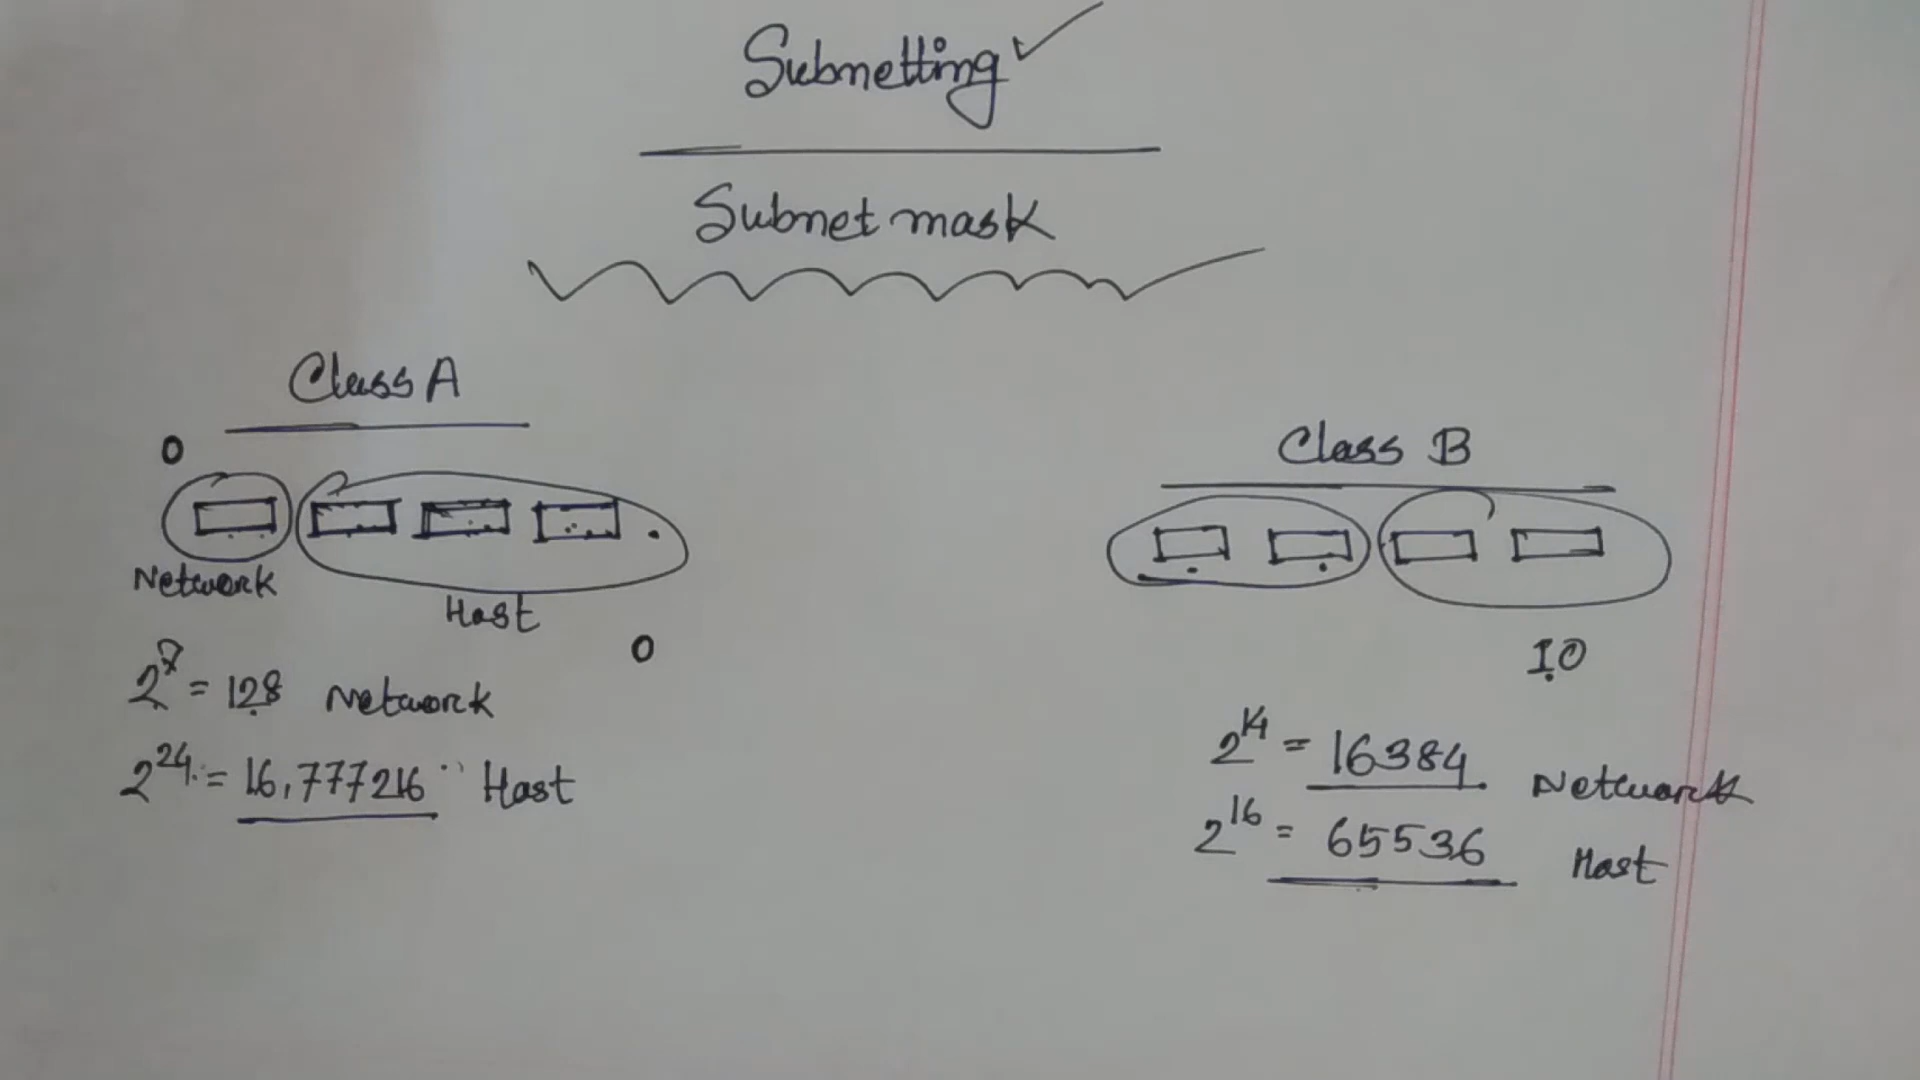 Subnetting
Subnet mask
Class A
0
Network
Host
0
2^7 = 128 Network
2^24 = 16,777216 Host
Class B
10
2^14 = 16384 Network
2^16 = 65536 Host